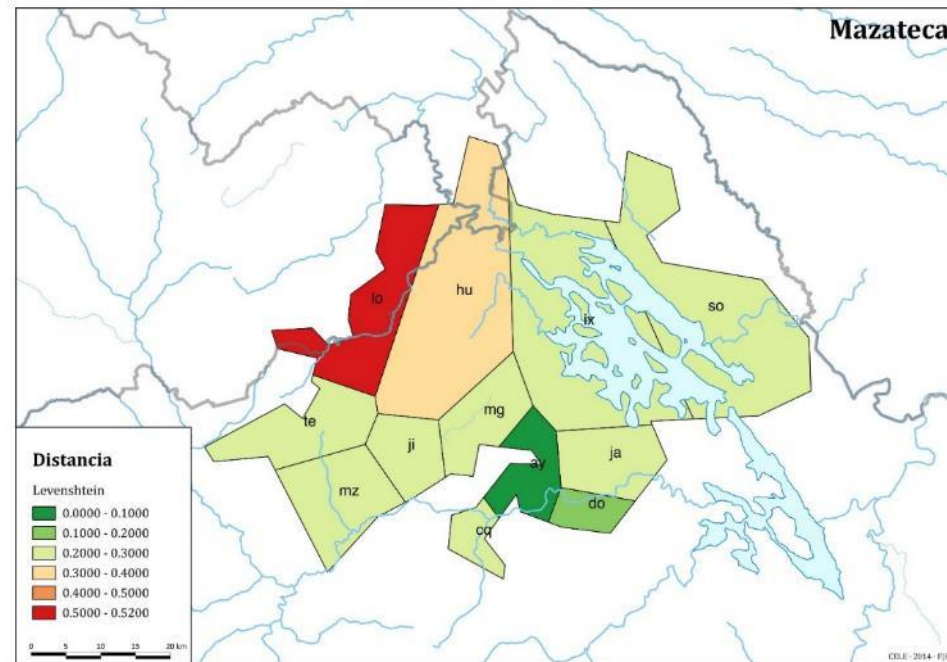 Mazateca
lo
hu
ix
so
te
ji
mg
mz
ay
ja
do
cq
Distancia
Levenshtein
0.0000 - 0.1000
0.1000 - 0.2000
0.2000 - 0.3000
0.3000 - 0.4000
0.4000 - 0.5000
0.5000 - 0.5200
0 5 10 15 20 km
CELE - 2014 -